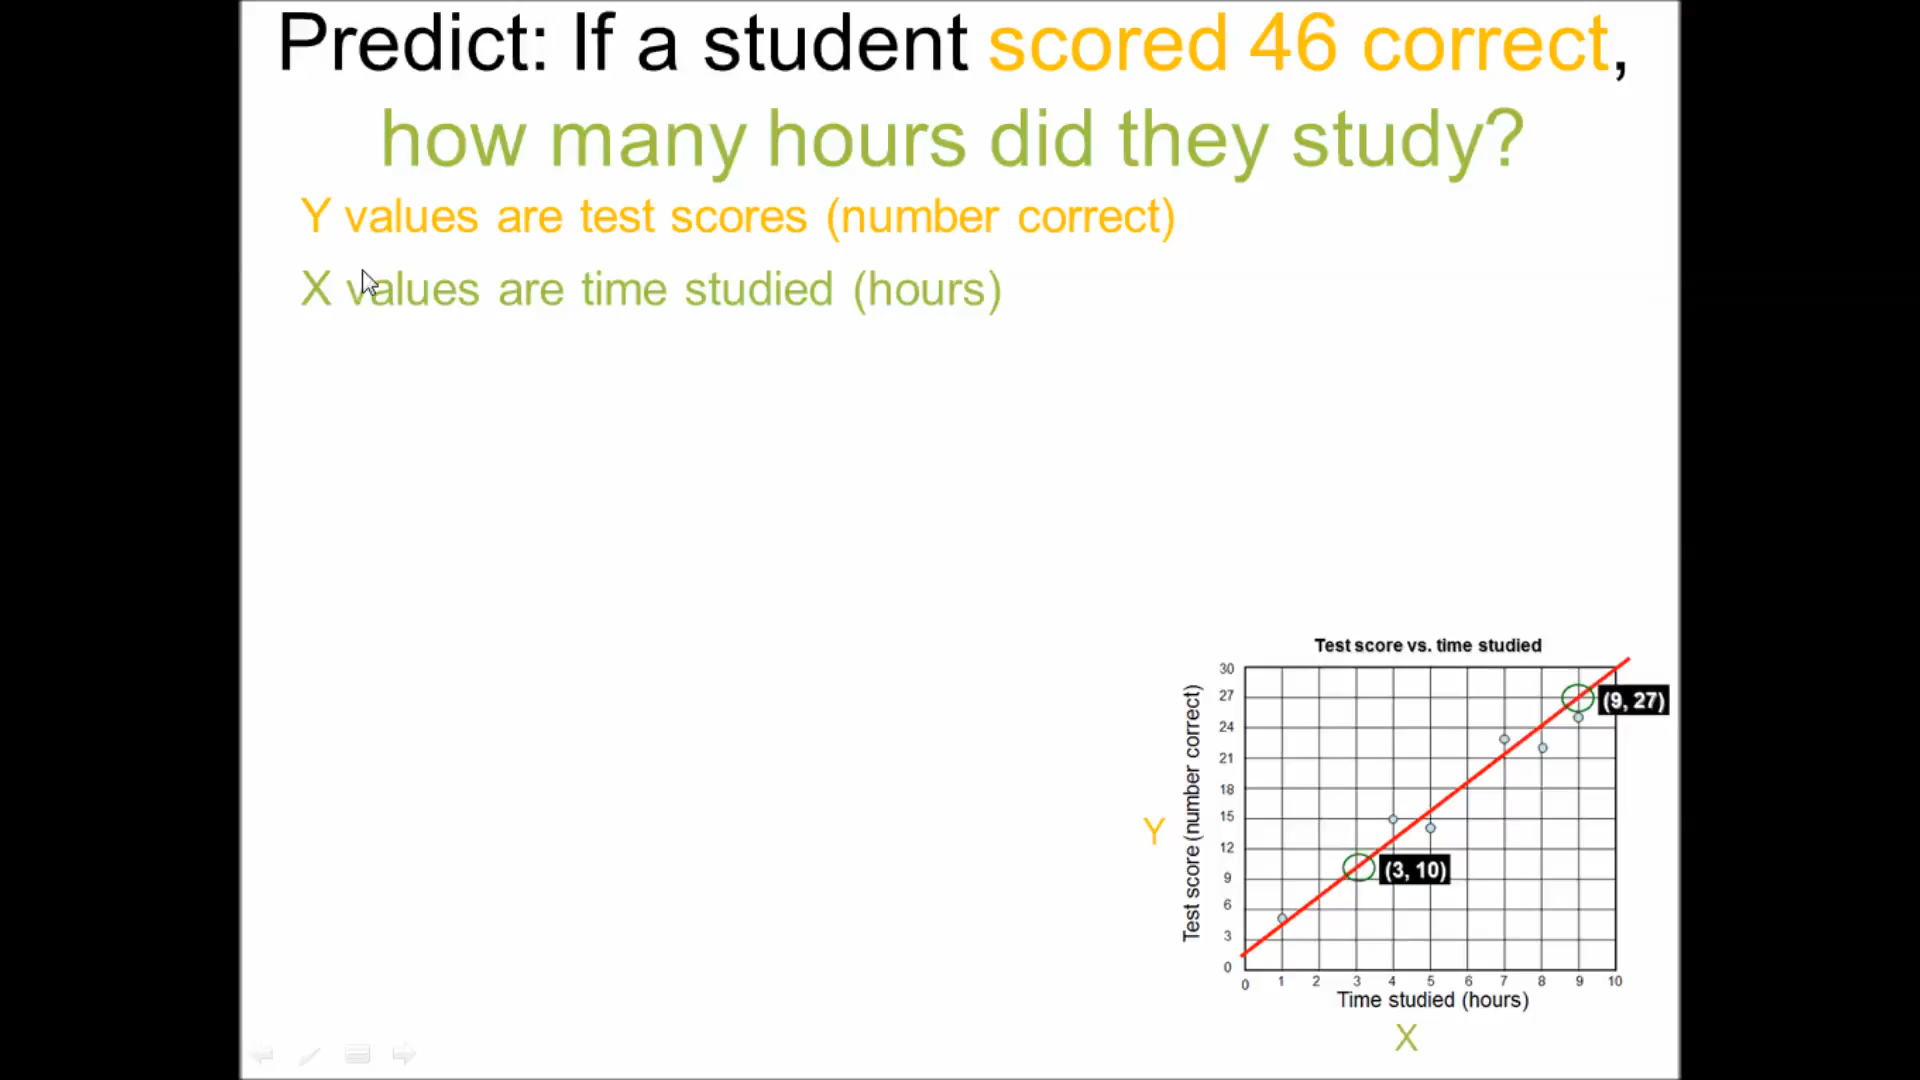 Predict: If a student scored 46 correct,
how many hours did they study?
Y values are test scores (number correct)
X values are time studied (hours)
Test score vs. time studied
30
27
24
21
18
15
12
9
6
3
0
Test score (number correct)
Y
(9, 27)
(3, 10)
0 1 2 3 4 5 6 7 8 9 10
Time studied (hours)
X